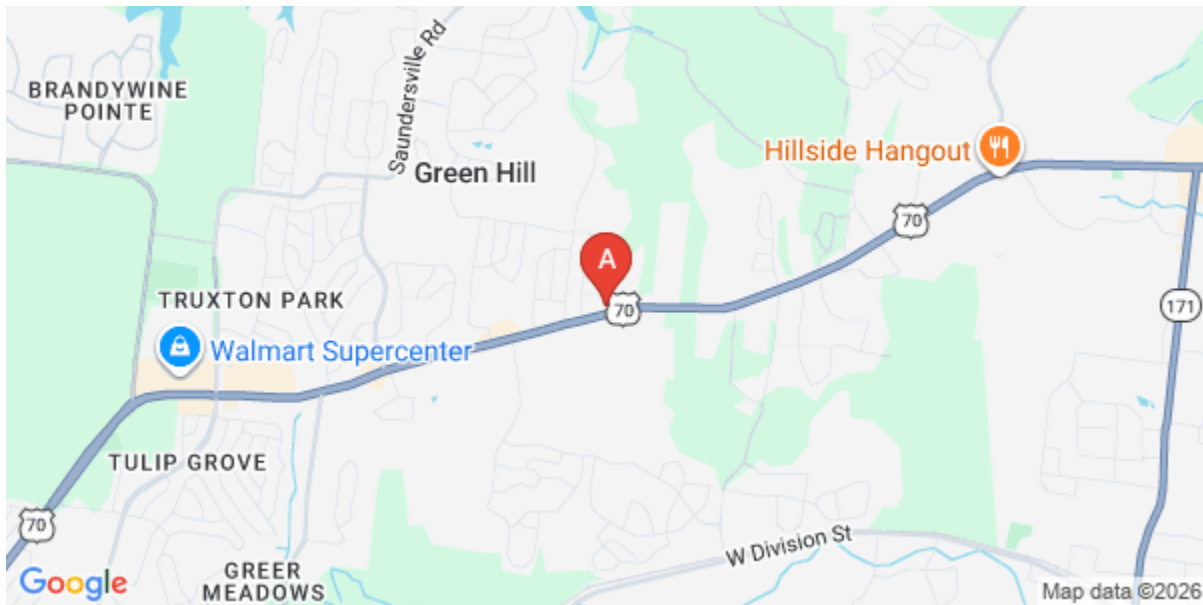 BRANDYWINE
POINTE
Saundersville Rd
Green Hill
Hillside Hangout
70
A
70
171
TRUXTON PARK
Walmart Supercenter
TULIP GROVE
70
W Division St
GREER
MEADOWS
Google
Map data ©2026